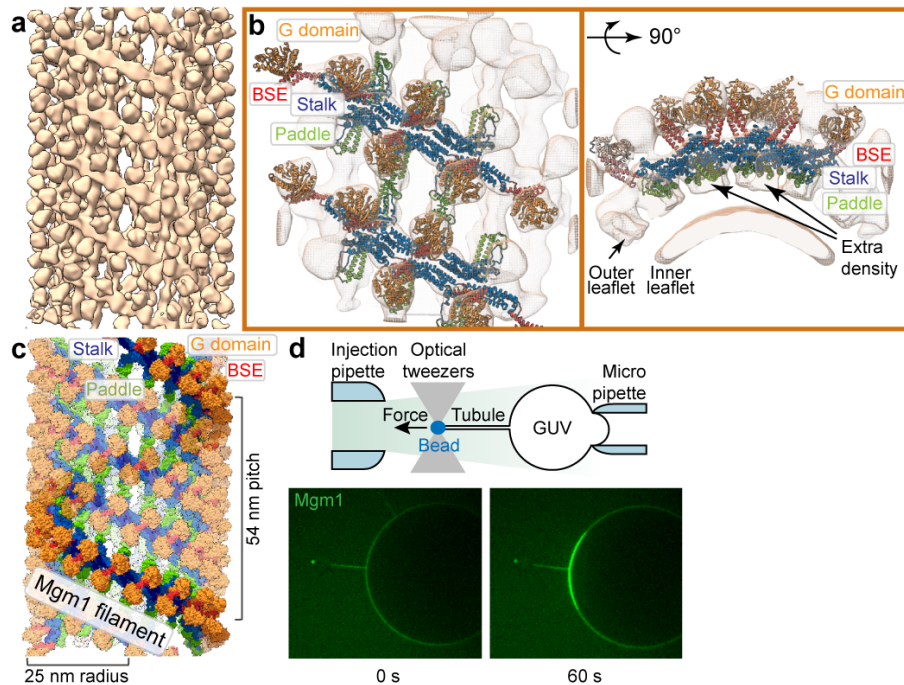 a
b
G domain
BSE
Stalk
Paddle
90°
G domain
BSE
Stalk
Paddle
Outer
leaflet
Inner
leaflet
Extra
density
c
Stalk
G domain
BSE
Paddle
54 nm pitch
Mgm1 filament
25 nm radius
d
Injection
pipette
Optical
tweezers
Micro
pipette
Force
Tubule
GUV
Bead
Mgm1
0 s
60 s